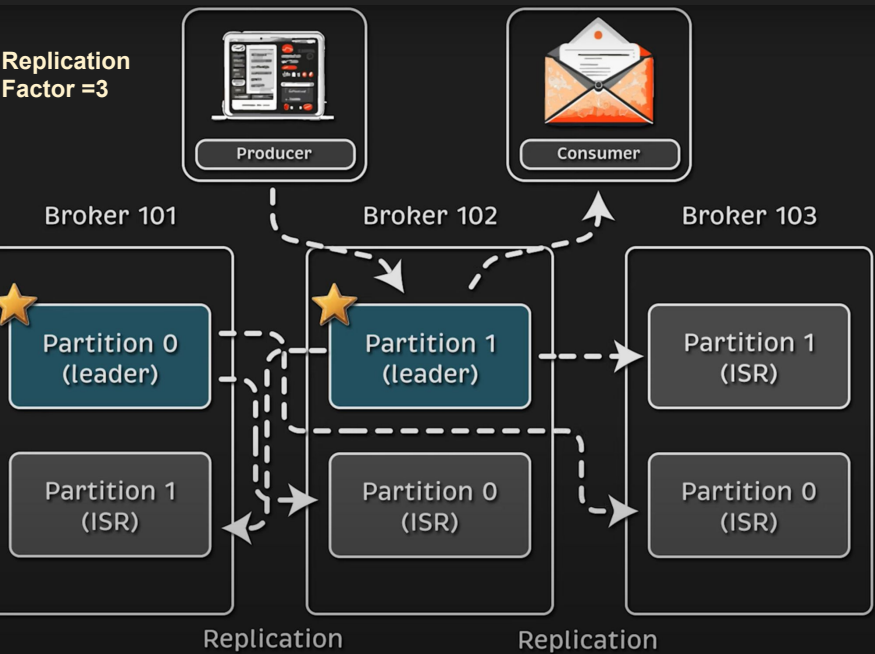 Replication
Factor =3
Producer
Consumer
Broker 101
Broker 102
Broker 103
Partition 0
(leader)
Partition 1
(leader)
Partition 1
(ISR)
Partition 1
(ISR)
Partition 0
(ISR)
Partition 0
(ISR)
Replication
Replication